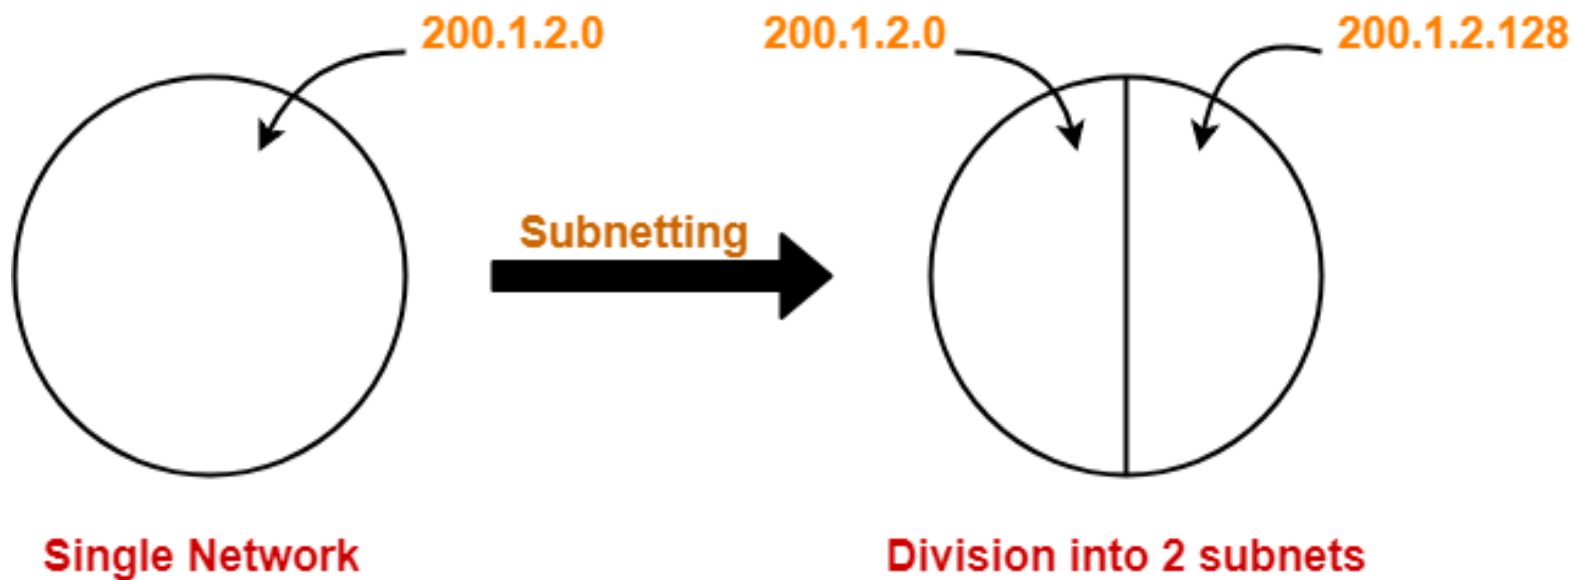 200.1.2.0
200.1.2.0
200.1.2.128
Subnetting
Single Network
Division into 2 subnets